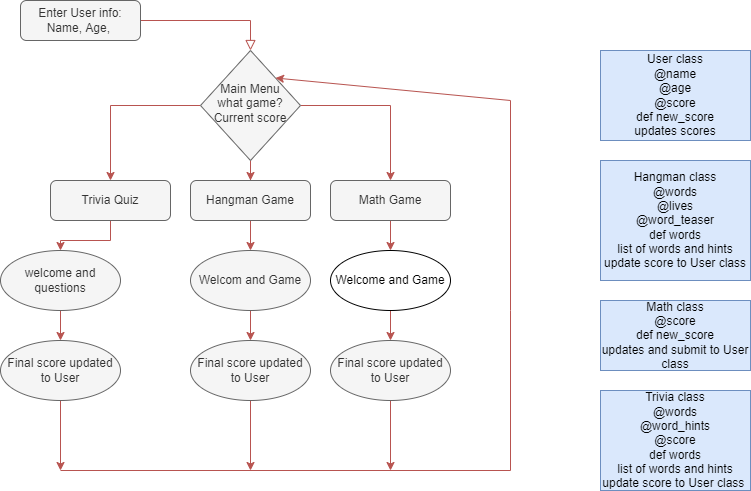 Enter User info:
Name, Age,
Main Menu
what game?
Current score
Trivia Quiz
Hangman Game
Math Game
welcome and
questions
Welcom and Game
Welcome and Game
Final score updated
to User
Final score updated
to User
Final score updated
to User
User class
@name
@age
@score
def new_score
updates scores
Hangman class
@words
@lives
@word_teaser
def words
list of words and hints
update score to User class
Math class
@score
def new_score
updates and submit to User
class
Trivia class
@words
@word_hints
@score
def words
list of words and hints
update score to User class